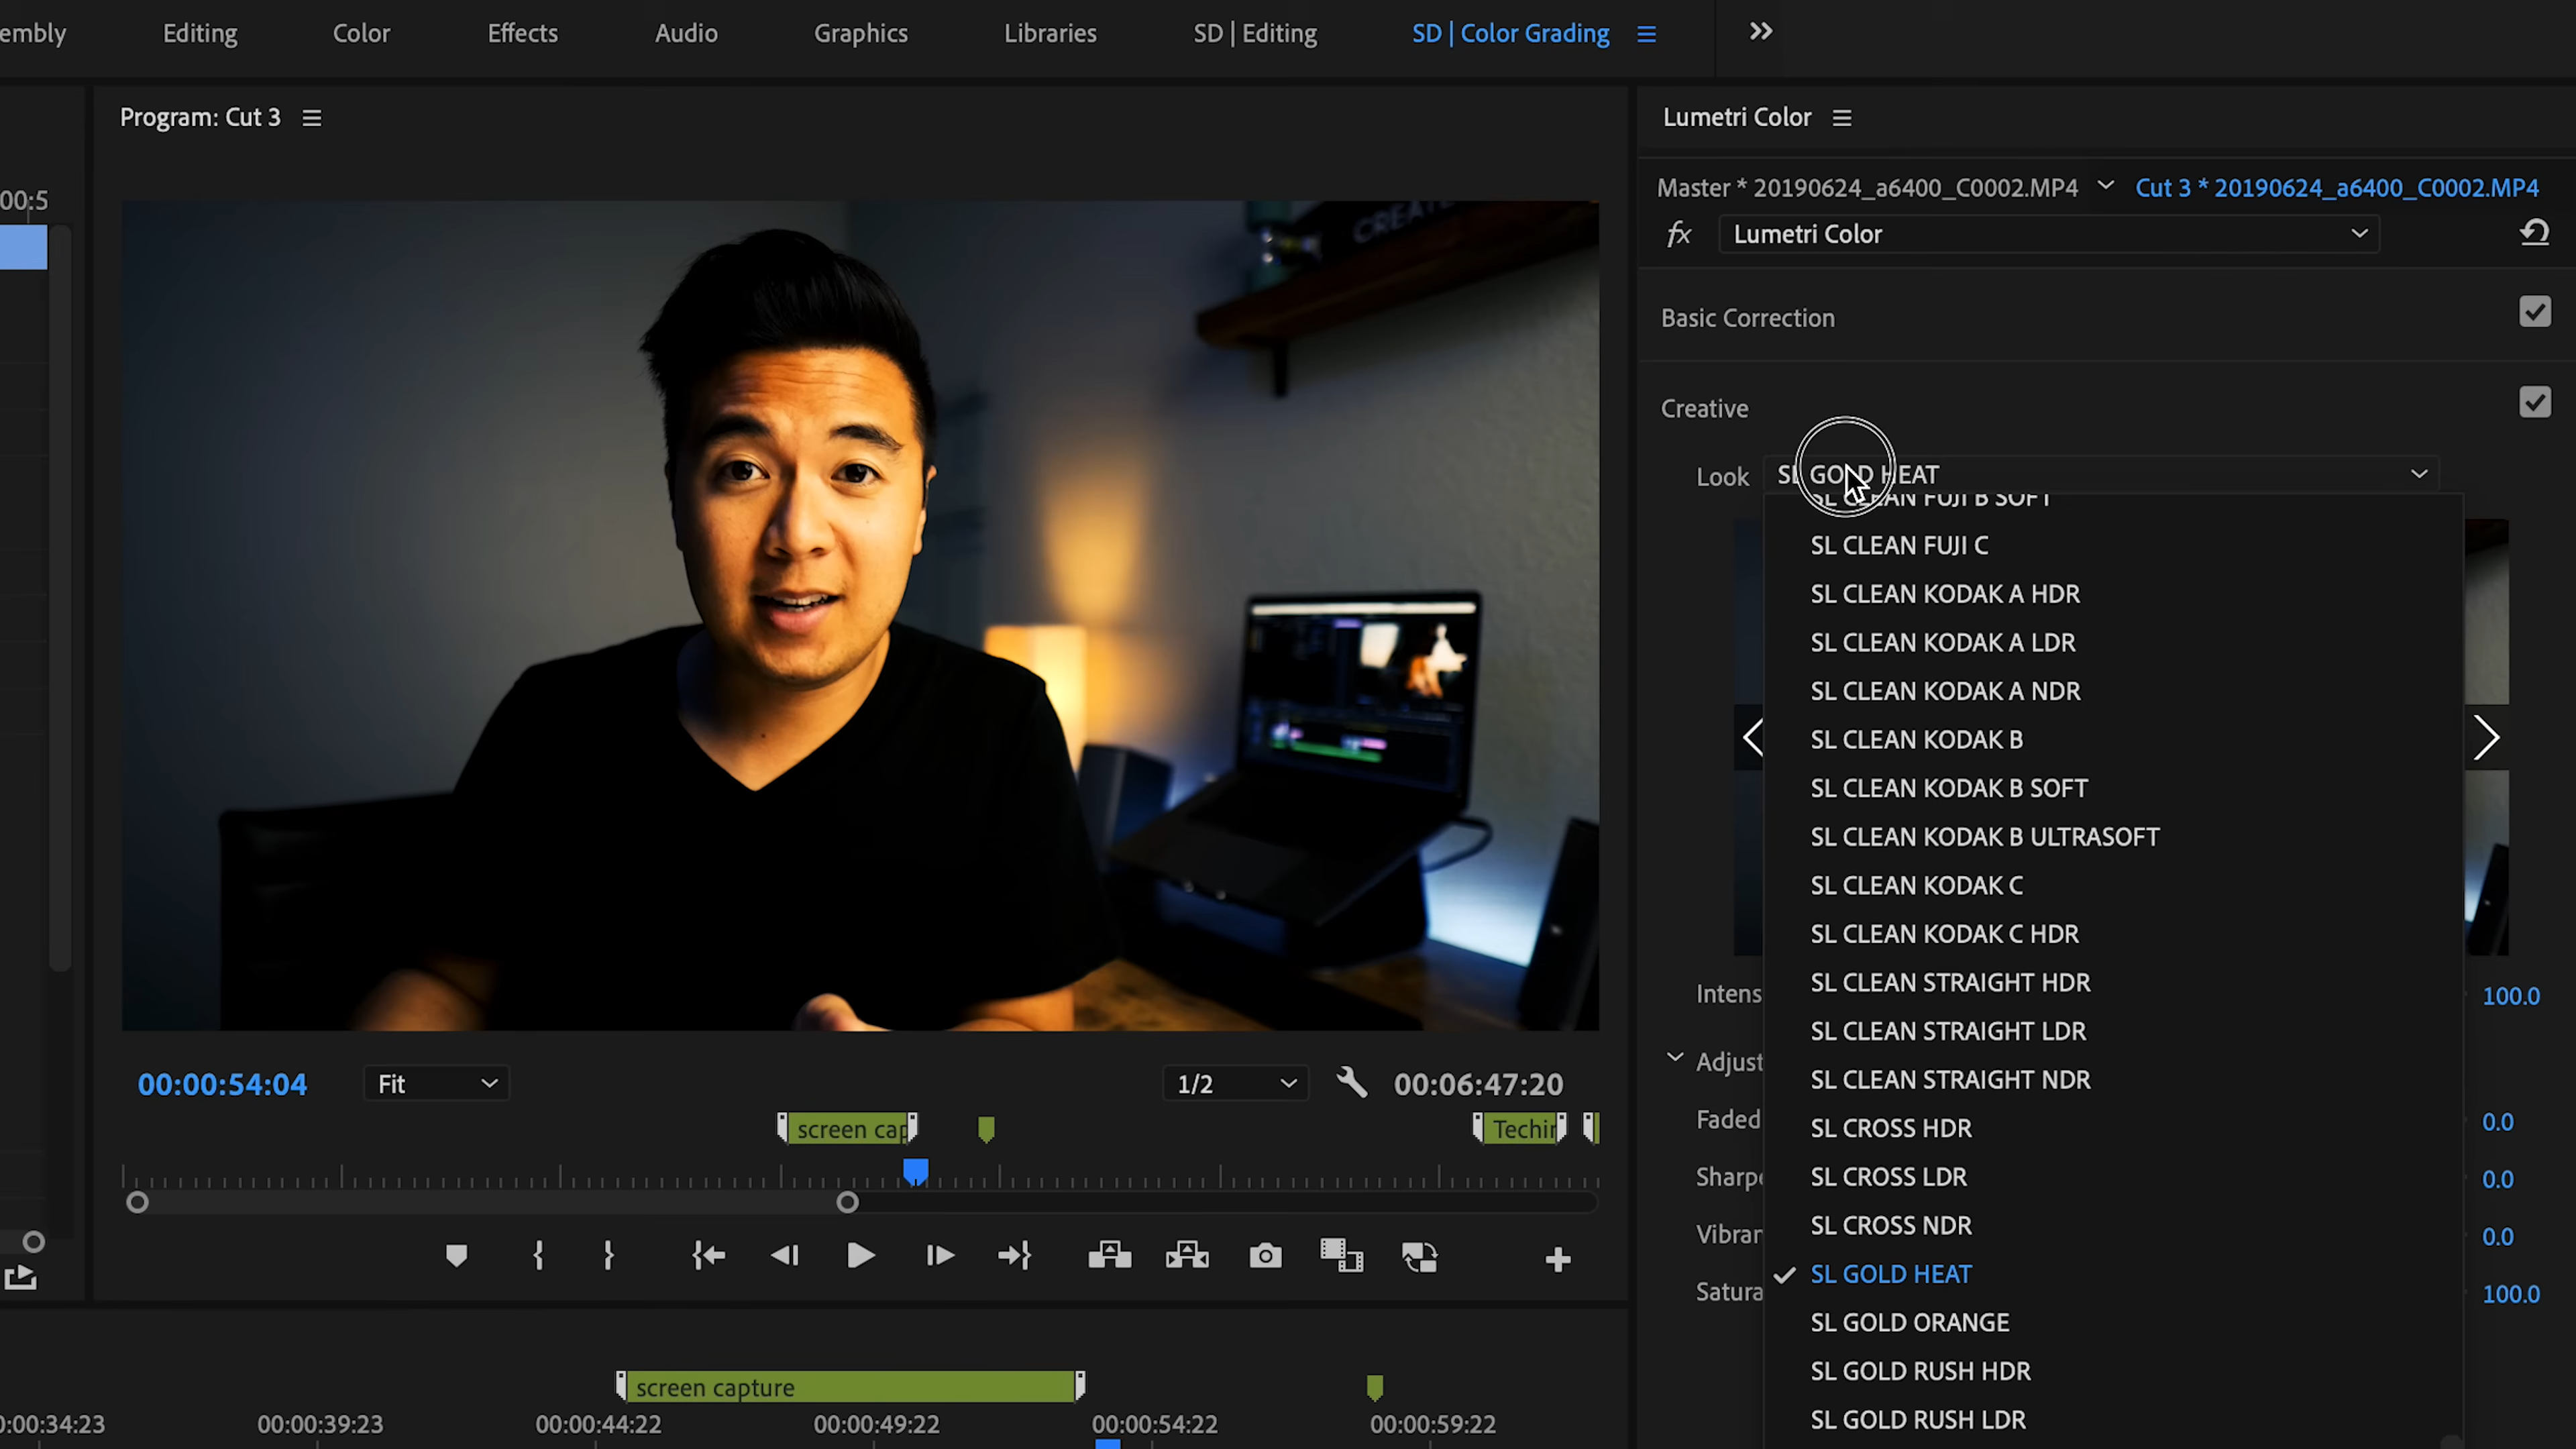 embly
Editing
Color
Effects
Audio
Graphics
Libraries
SD | Editing
SD | Color Grading
Program: Cut 3
Lumetri Color
00:5
Master * 20190624_a6400_C0002.MP4
Cut 3 * 20190624_a6400_C0002.MP4
fx
Lumetri Color
CREATE
Basic Correction
Creative
Look
SL GOLD HEAT
SL CLEAN FUJI B SOFT
SL CLEAN FUJI C
SL CLEAN KODAK A HDR
SL CLEAN KODAK A LDR
SL CLEAN KODAK A NDR
SL CLEAN KODAK B
SL CLEAN KODAK B SOFT
SL CLEAN KODAK B ULTRASOFT
SL CLEAN KODAK C
SL CLEAN KODAK C HDR
SL CLEAN STRAIGHT HDR
SL CLEAN STRAIGHT LDR
SL CLEAN STRAIGHT NDR
SL CROSS HDR
SL CROSS LDR
SL CROSS NDR
SL GOLD HEAT
SL GOLD ORANGE
SL GOLD RUSH HDR
SL GOLD RUSH LDR
Intens
100.0
Adjust
Faded
0.0
Sharpe
0.0
Vibran
0.0
Satura
100.0
00:00:54:04
Fit
1/2
00:06:47:20
screen cap
Techin
screen capture
0:00:34:23
00:00:39:23
00:00:44:22
00:00:49:22
00:00:54:22
00:00:59:22